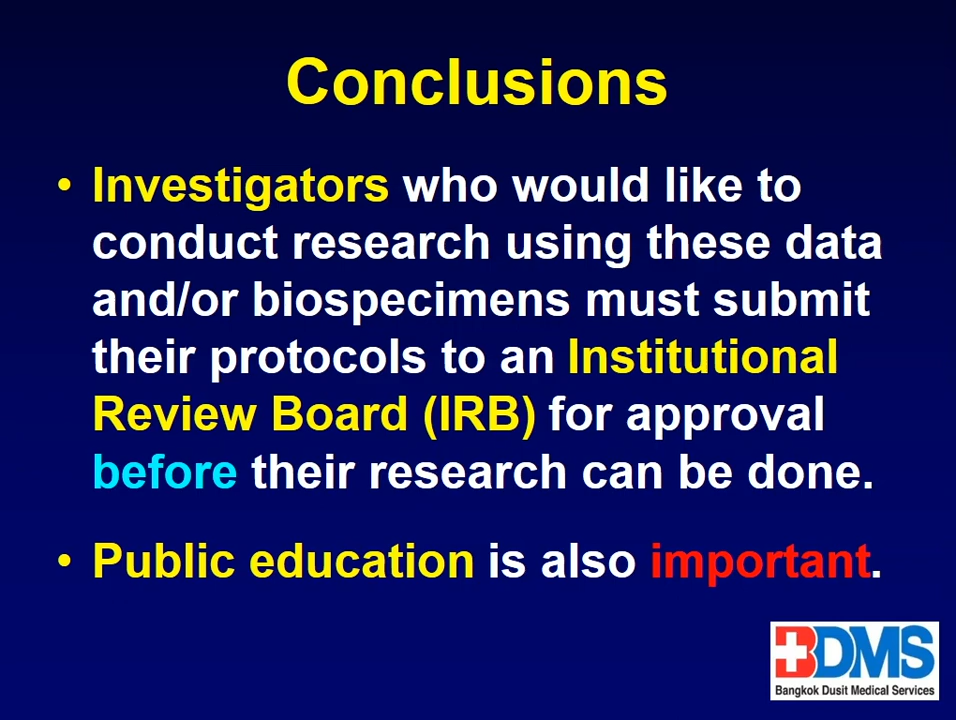 Conclusions
• Investigators who would like to
conduct research using these data
and/or biospecimens must submit
their protocols to an Institutional
Review Board (IRB) for approval
before their research can be done.
• Public education is also important.
BDMS
Bangkok Dusit Medical Services